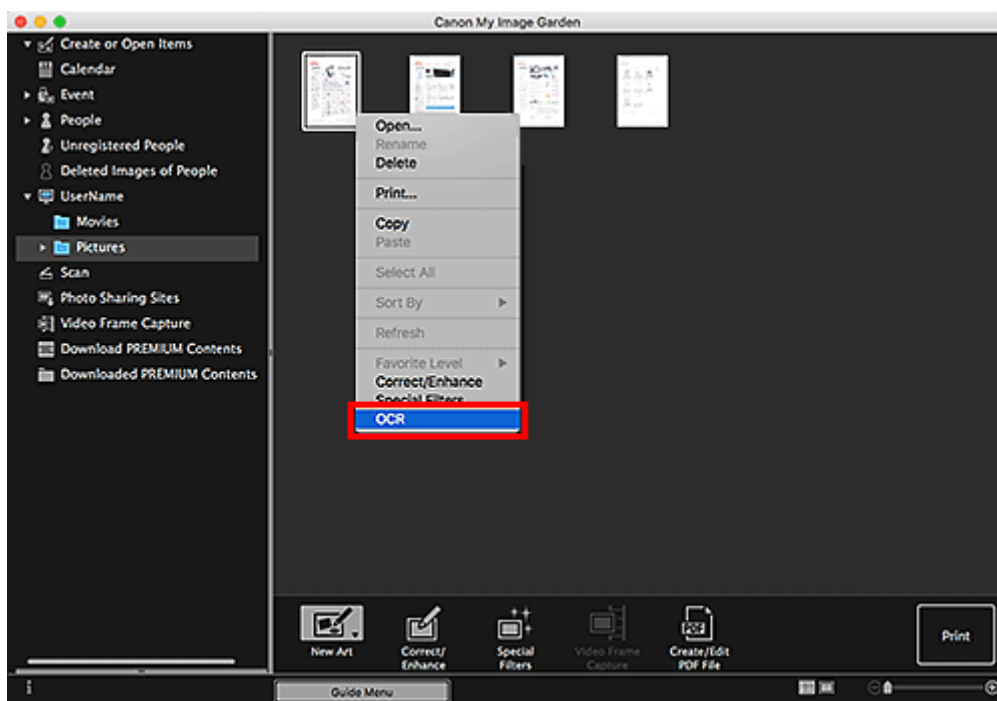 Canon My Image Garden
Create or Open Items
Calendar
Event
People
Unregistered People
Deleted Images of People
UserName
Movies
Pictures
Scan
Photo Sharing Sites
Video Frame Capture
Download PREMIUM Contents
Downloaded PREMIUM Contents
Open...
Rename
Delete
Print...
Copy
Paste
Select All
Sort By
Refresh
Favorite Level
Correct/Enhance
Special Filters
OCR
New Art
Correct/
Enhance
Special
Filters
Video Frame
Capture
Create/Edit
PDF File
PDF
Print
Guide Menu